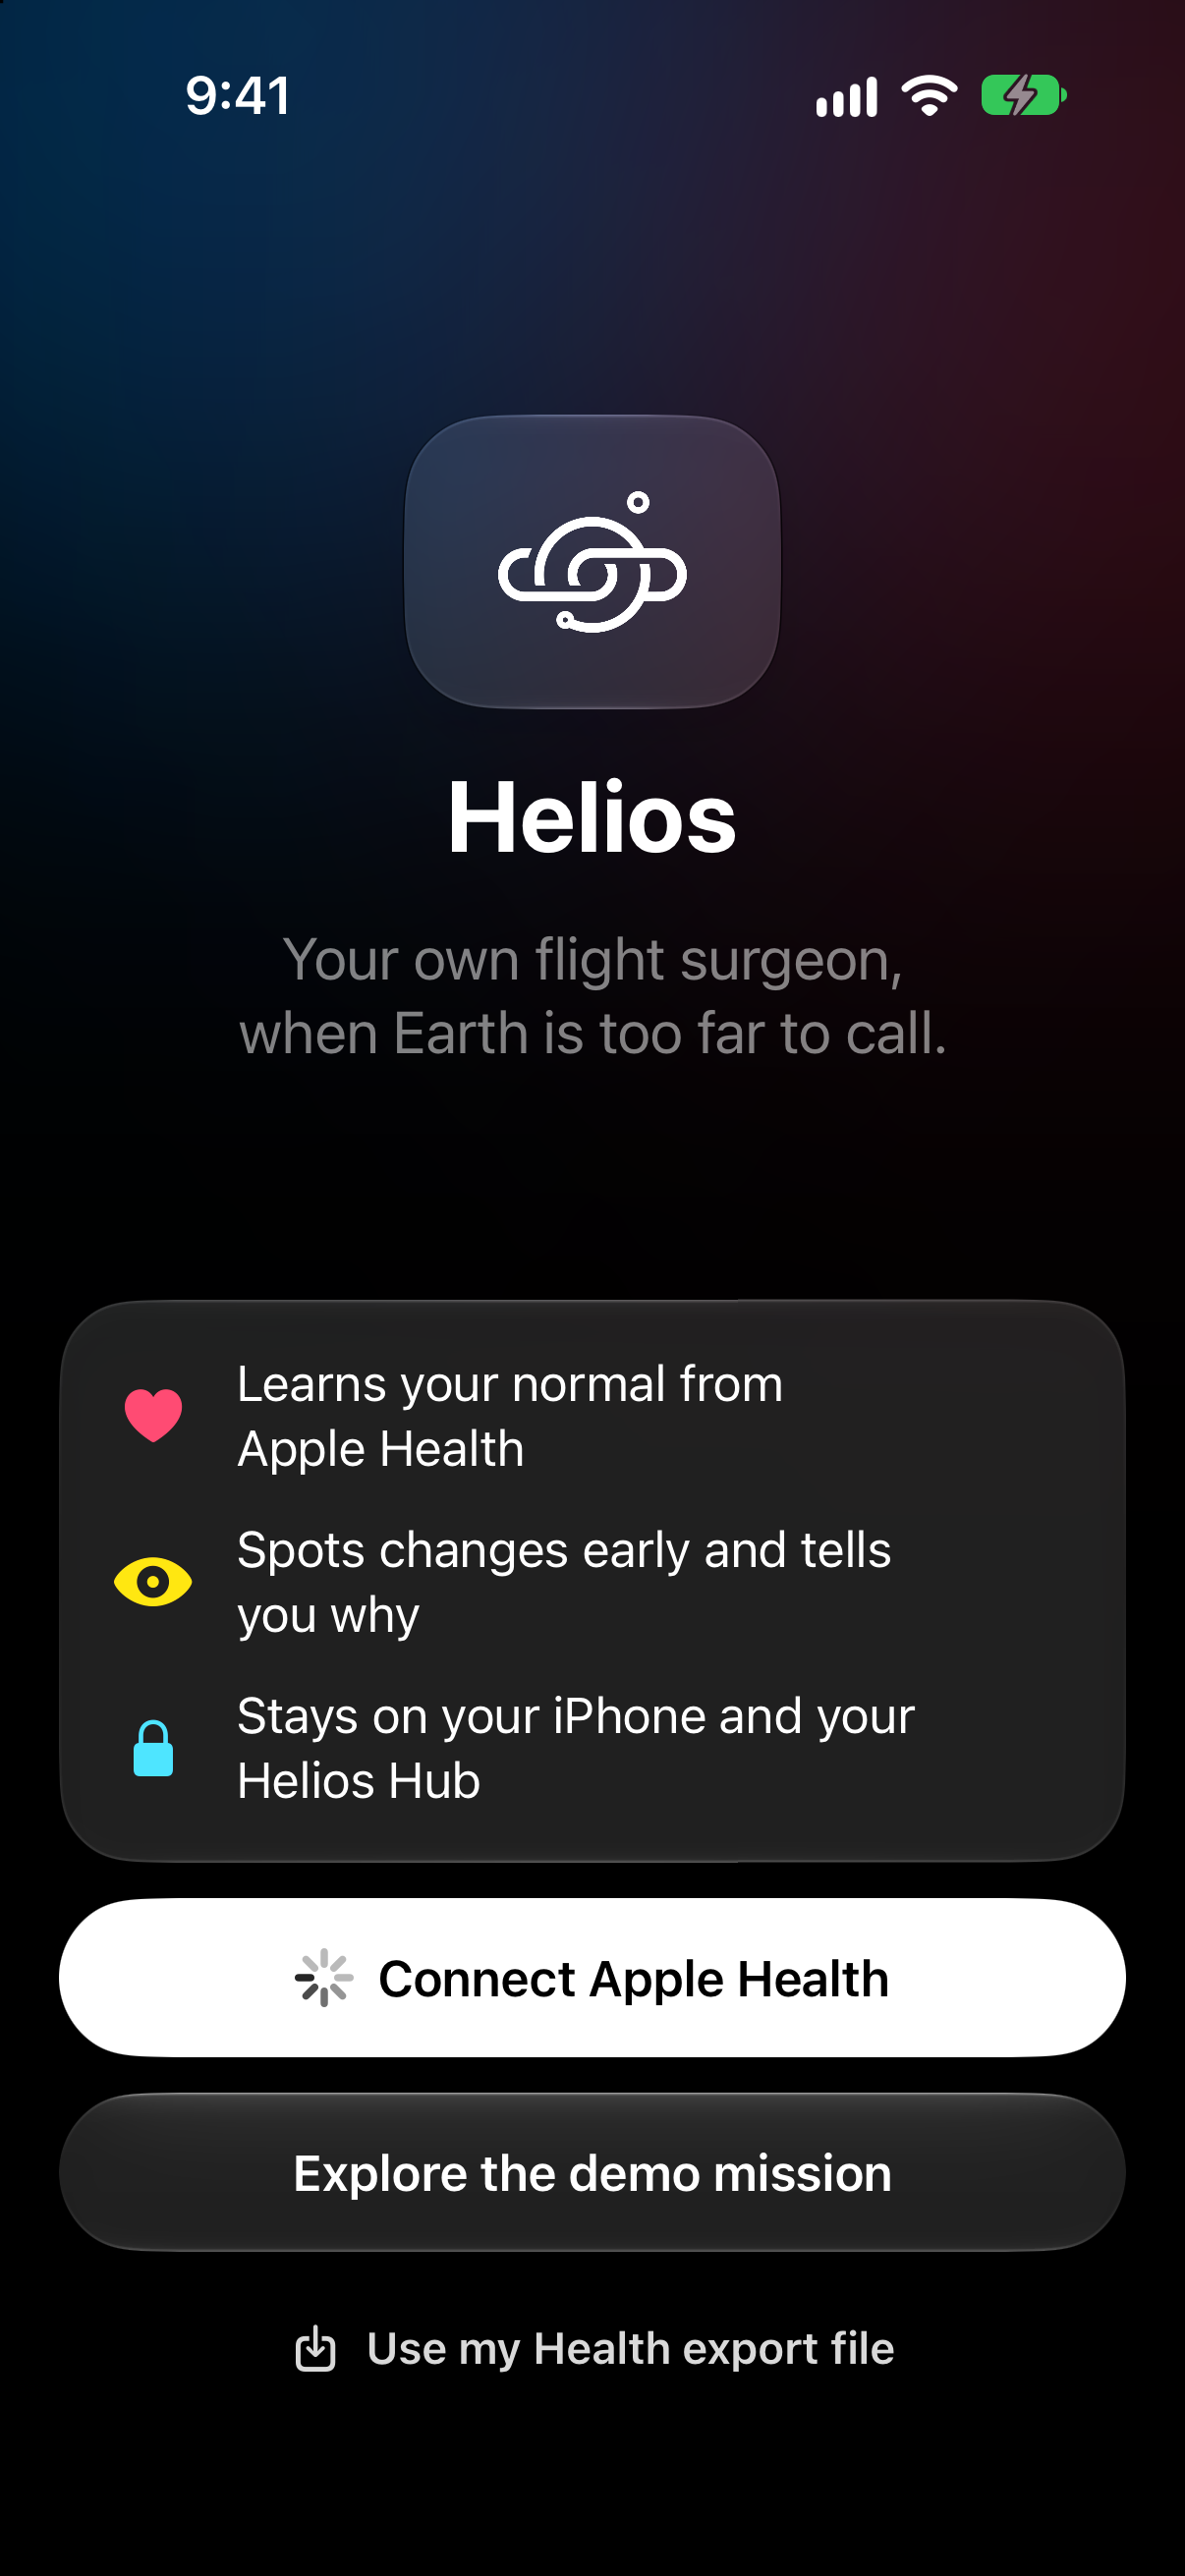 9:41
Helios
Your own flight surgeon,
when Earth is too far to call.
Learns your normal from
Apple Health
Spots changes early and tells
you why
Stays on your iPhone and your
Helios Hub
Connect Apple Health
Explore the demo mission
Use my Health export file